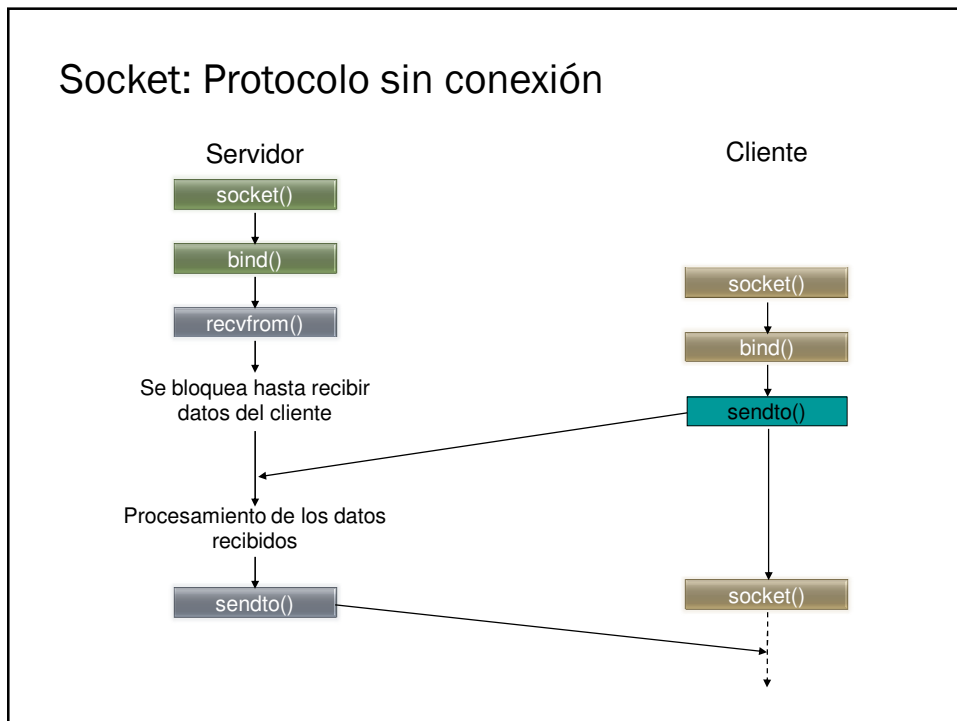 Socket: Protocolo sin conexión
Servidor
socket()
bind()
recvfrom()
Se bloquea hasta recibir
datos del cliente
Procesamiento de los datos
recibidos
sendto()
Cliente
socket()
bind()
sendto()
socket()